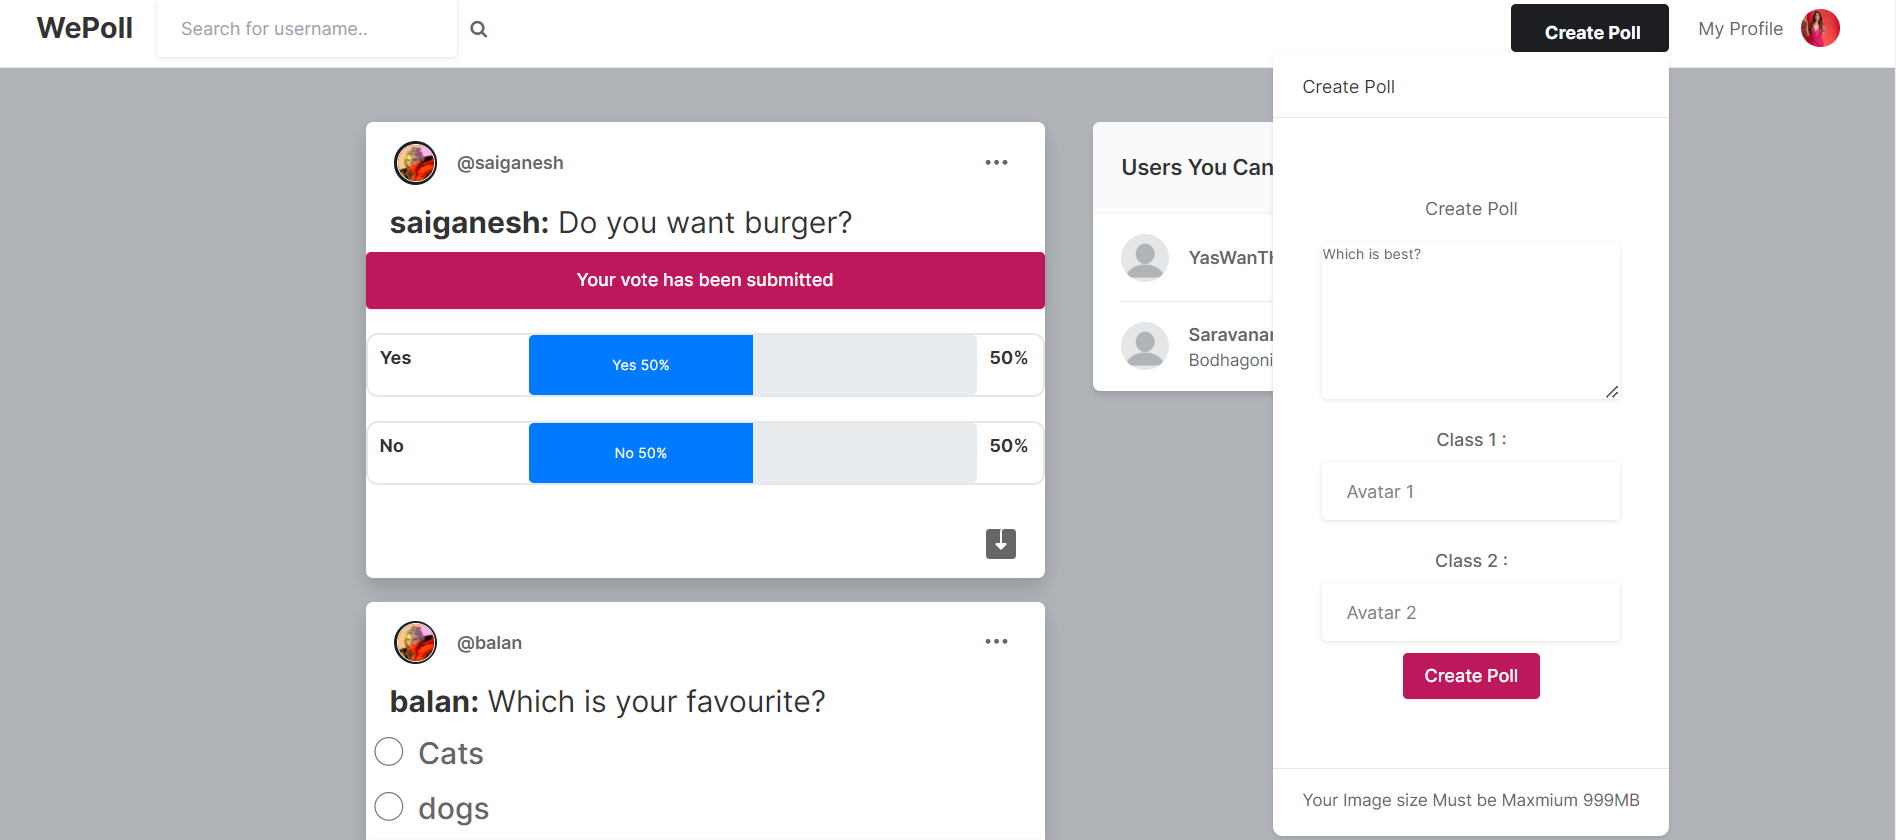 WePoll
Search for username..
Create Poll
My Profile
@saiganesh
saiganesh: Do you want burger?
Your vote has been submitted
Yes
Yes 50%
50%
No
No 50%
50%
@balan
balan: Which is your favourite?
Cats
dogs
Users You Can
Bodhagoni
Create Poll
Create Poll
Which is best?
Class 1 :
Avatar 1
Class 2 :
Avatar 2
Create Poll
Your Image size Must be Maxmium 999MB